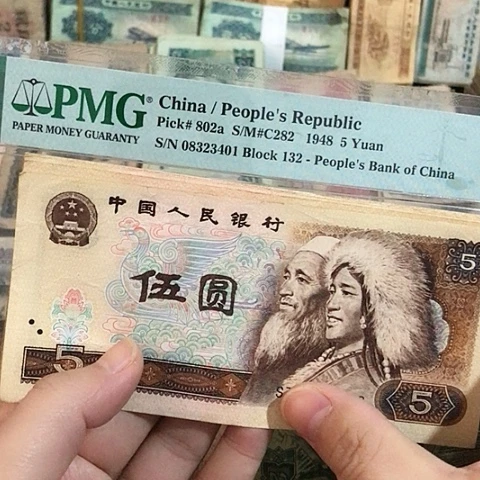 PMG®
PAPER MONEY GUARANTY
China / People's Republic
Pick# 802a S/M#C282 1948 5 Yuan
S/N 08323401 Block 132 - People's Bank of China
中国人民银行
伍圆
5
5
5